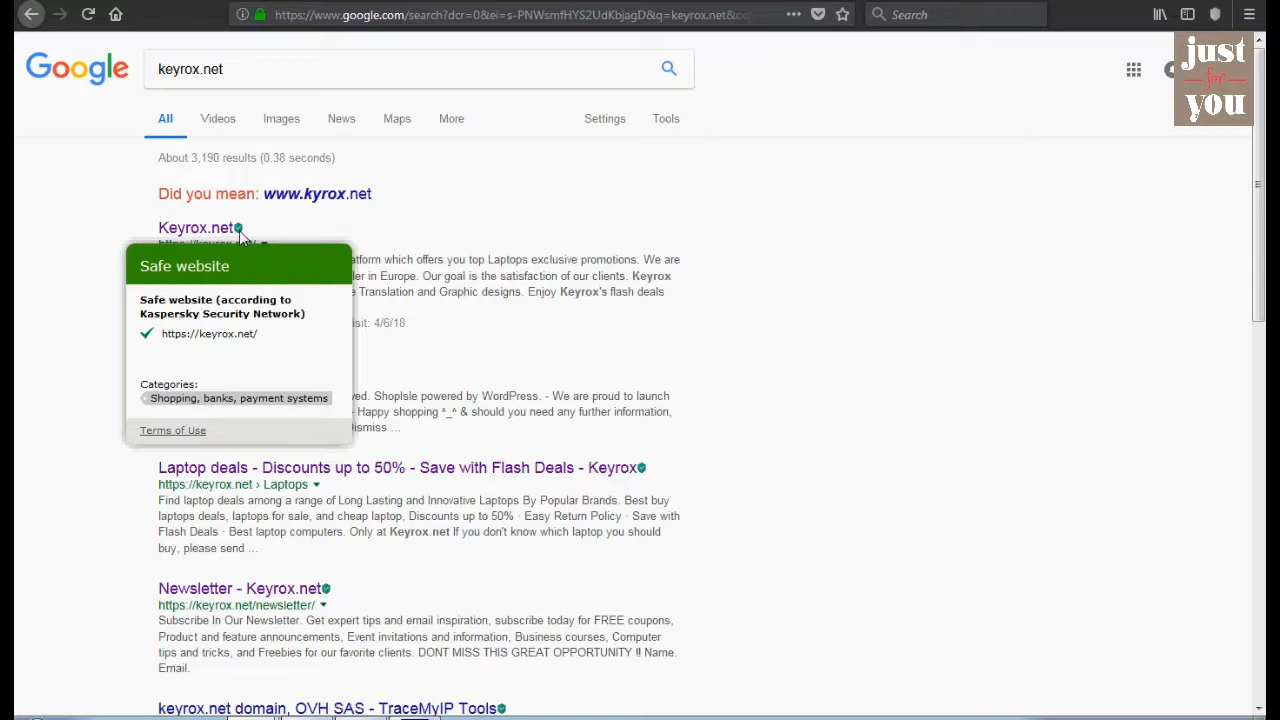 https://www.google.com/search?dcr=0&ei=s-PNWsmfHYS2UdKbjagD&q=keyrox.net&oq
Search
Google
keyrox.net
just
for
you
All
Videos
Images
News
Maps
More
Settings
Tools
About 3,190 results (0.38 seconds)
Did you mean: www.kyrox.net
Keyrox.net
https://keyrox.net/
atform which offers you top Laptops exclusive promotions. We are
er in Europe. Our goal is the satisfaction of our clients. Keyrox
e Translation and Graphic designs. Enjoy Keyrox's flash deals
isit: 4/6/18
Safe website
Safe website (according to
Kaspersky Security Network)
https://keyrox.net/
Categories:
Shopping, banks, payment systems
Terms of Use
ved. ShopIsle powered by WordPress. - We are proud to launch
- Happy shopping ^_^ & should you need any further information,
ismiss ...
Laptop deals - Discounts up to 50% - Save with Flash Deals - Keyrox
https://keyrox.net › Laptops
Find laptop deals among a range of Long Lasting and Innovative Laptops By Popular Brands. Best buy
laptops deals, laptops for sale, and cheap laptop, Discounts up to 50% · Easy Return Policy · Save with
Flash Deals · Best laptop computers. Only at Keyrox.net If you don't know which laptop you should
buy, please send ...
Newsletter - Keyrox.net
https://keyrox.net/newsletter/
Subscribe In Our Newsletter. Get expert tips and email inspiration, subscribe today for FREE coupons,
Product and feature announcements, Event invitations and information, Business courses, Computer
tips and tricks, and Freebies for our favorite clients. DONT MISS THIS GREAT OPPORTUNITY !! Name.
Email.
keyrox.net domain, OVH SAS - TraceMyIP Tools